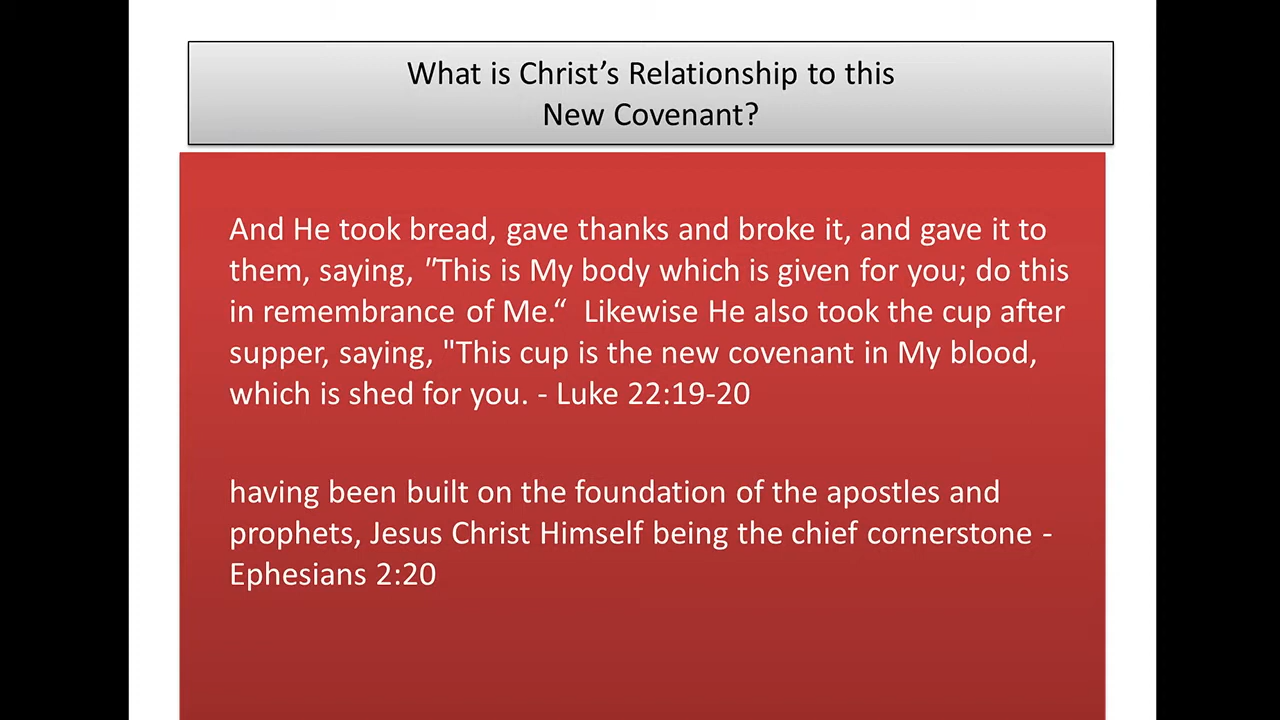 What is Christ’s Relationship to this
New Covenant?
And He took bread, gave thanks and broke it, and gave it to
them, saying, "This is My body which is given for you; do this
in remembrance of Me.“  Likewise He also took the cup after
supper, saying, "This cup is the new covenant in My blood,
which is shed for you. - Luke 22:19-20
having been built on the foundation of the apostles and
prophets, Jesus Christ Himself being the chief cornerstone -
Ephesians 2:20